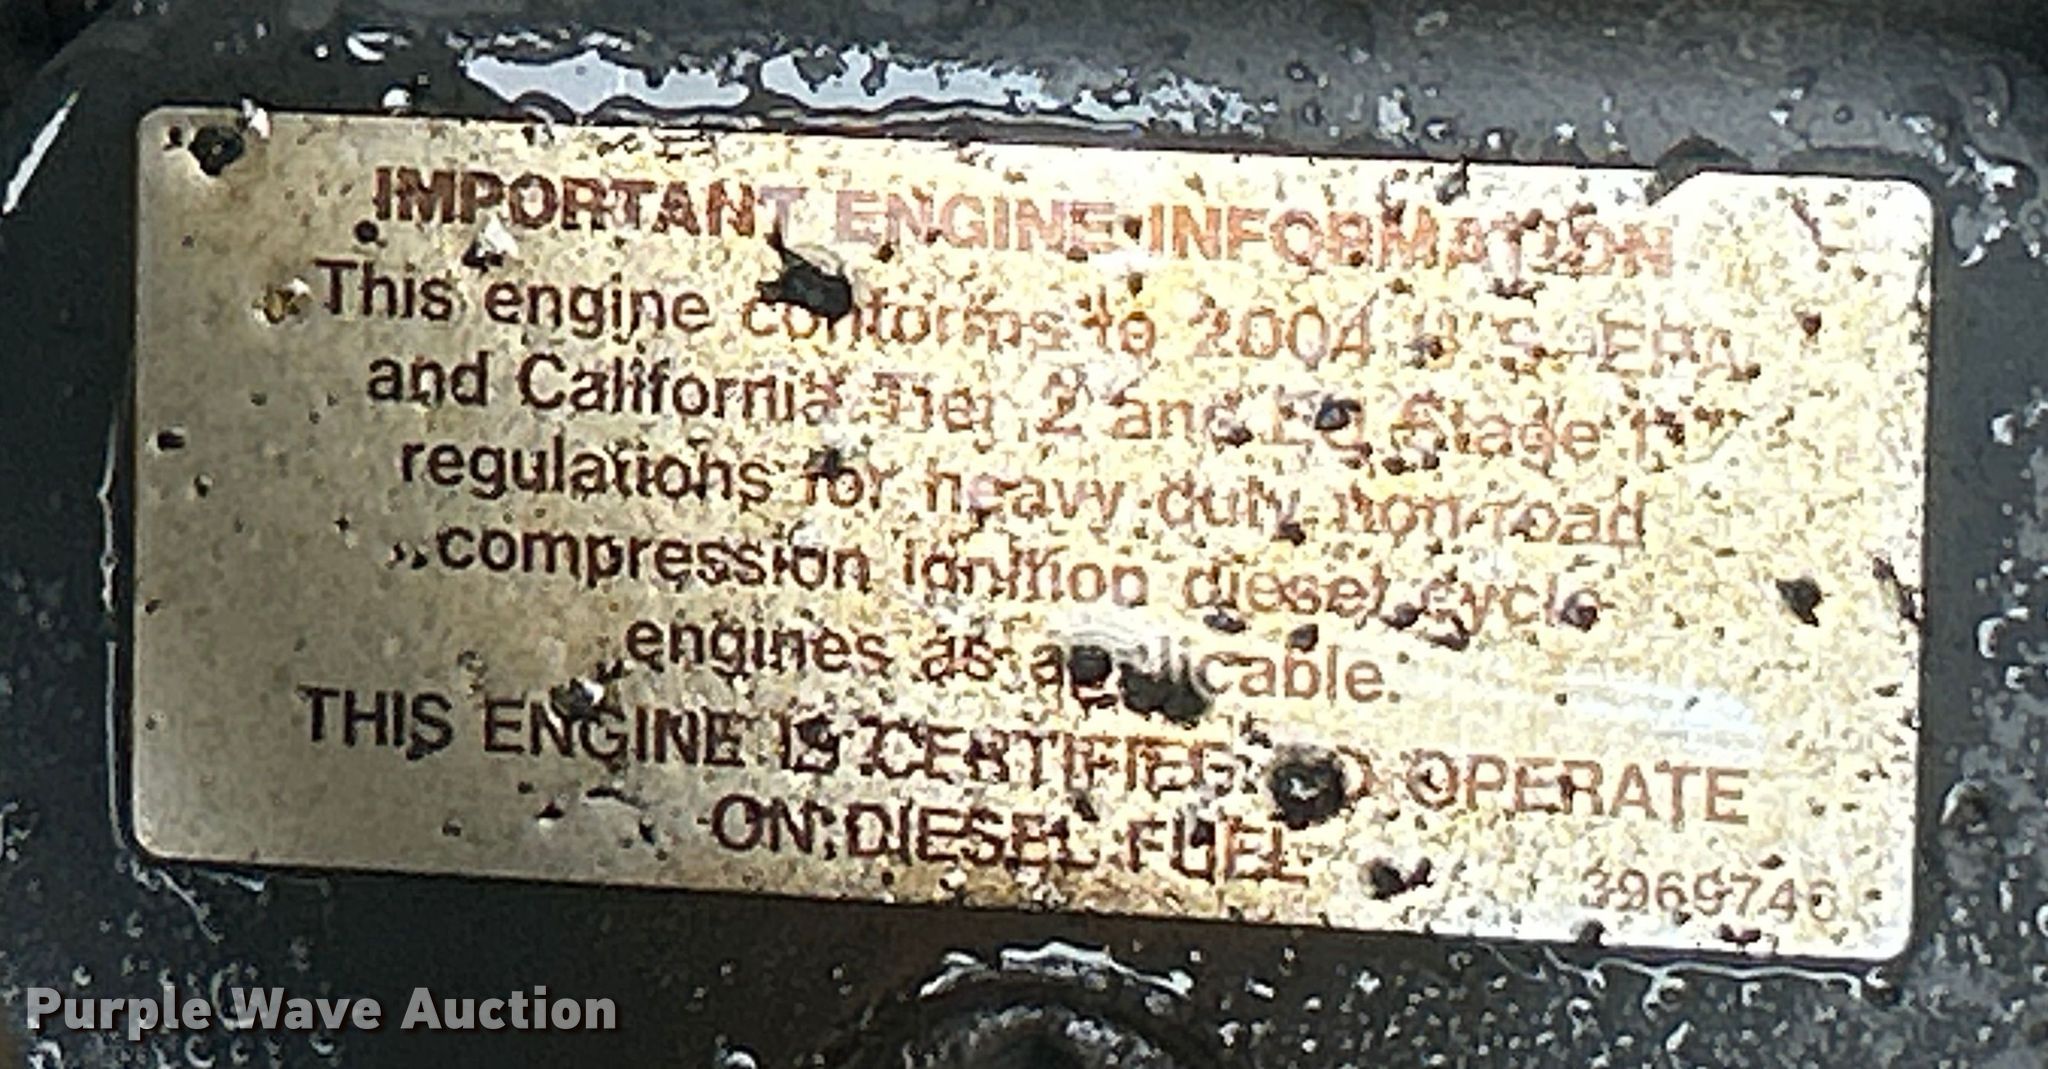 IMPORTANT ENGINE INFORMATION
This engine conforms to 2004 U.S. EPA
and California Tier 2 and EU Stage II
regulations for heavy duty non-road
compression ignition diesel cycle
engines as applicable.
THIS ENGINE IS CERTIFIED TO OPERATE
ON DIESEL FUEL
3969746
Purple Wave Auction